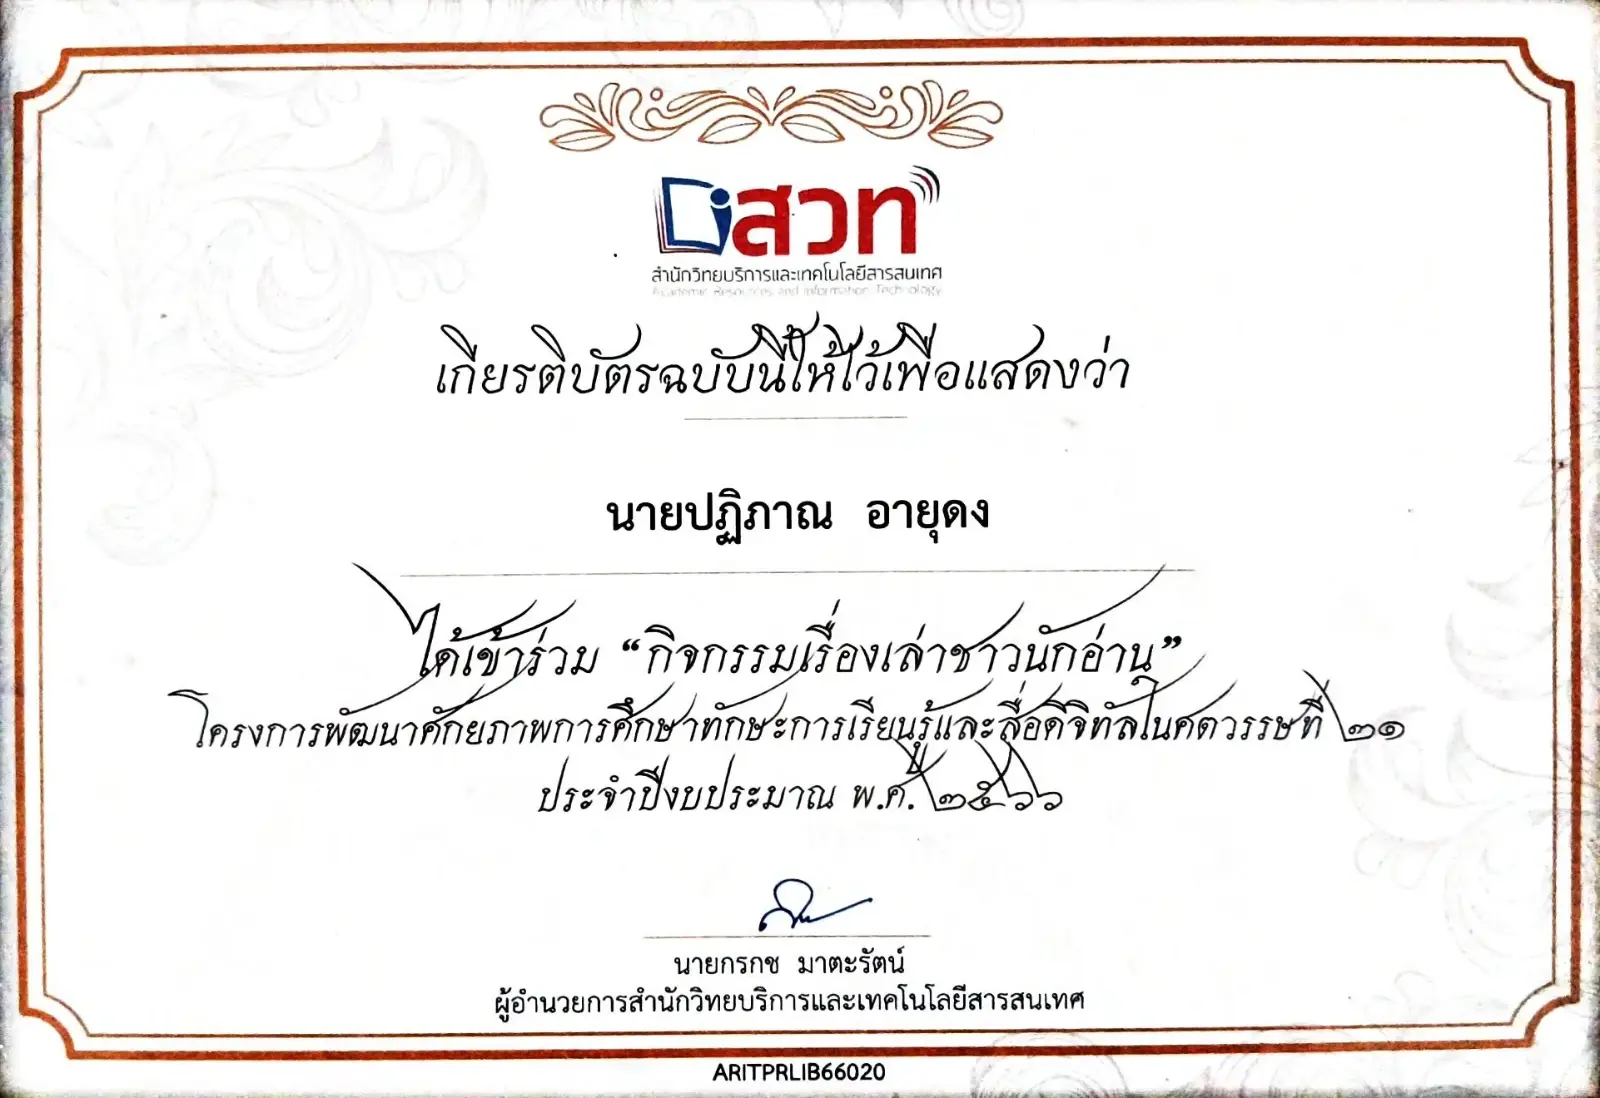 สวท
สำนักวิทยบริการและเทคโนโลยีสารสนเทศ
Academic Resources and Information Technology
เกียรติบัตรฉบับนี้ให้ไว้เพื่อแสดงว่า
นายปฏิภาณ อายุดง
ได้เข้าร่วม “กิจกรรมเรื่องเล่าชาวนักอ่าน”
โครงการพัฒนาศักยภาพการศึกษาทักษะการเรียนรู้และสื่อดิจิทัลในศตวรรษที่ ๒๑
ประจำปีงบประมาณ พ.ศ. ๒๕๖๖
นายกรกช มาตะรัตน์
ผู้อำนวยการสำนักวิทยบริการและเทคโนโลยีสารสนเทศ
ARITPRLIB66020